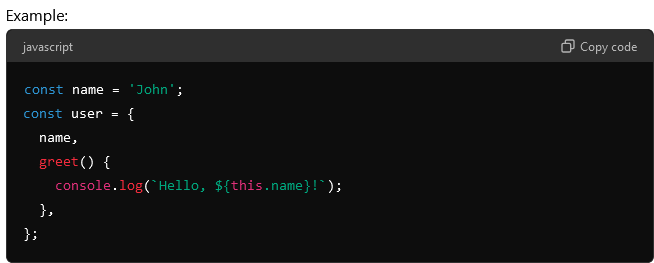 Example:
javascript Copy code
const name = 'John';
const user = {
  name,
  greet() {
    console.log(`Hello, ${this.name}!`);
  },
};